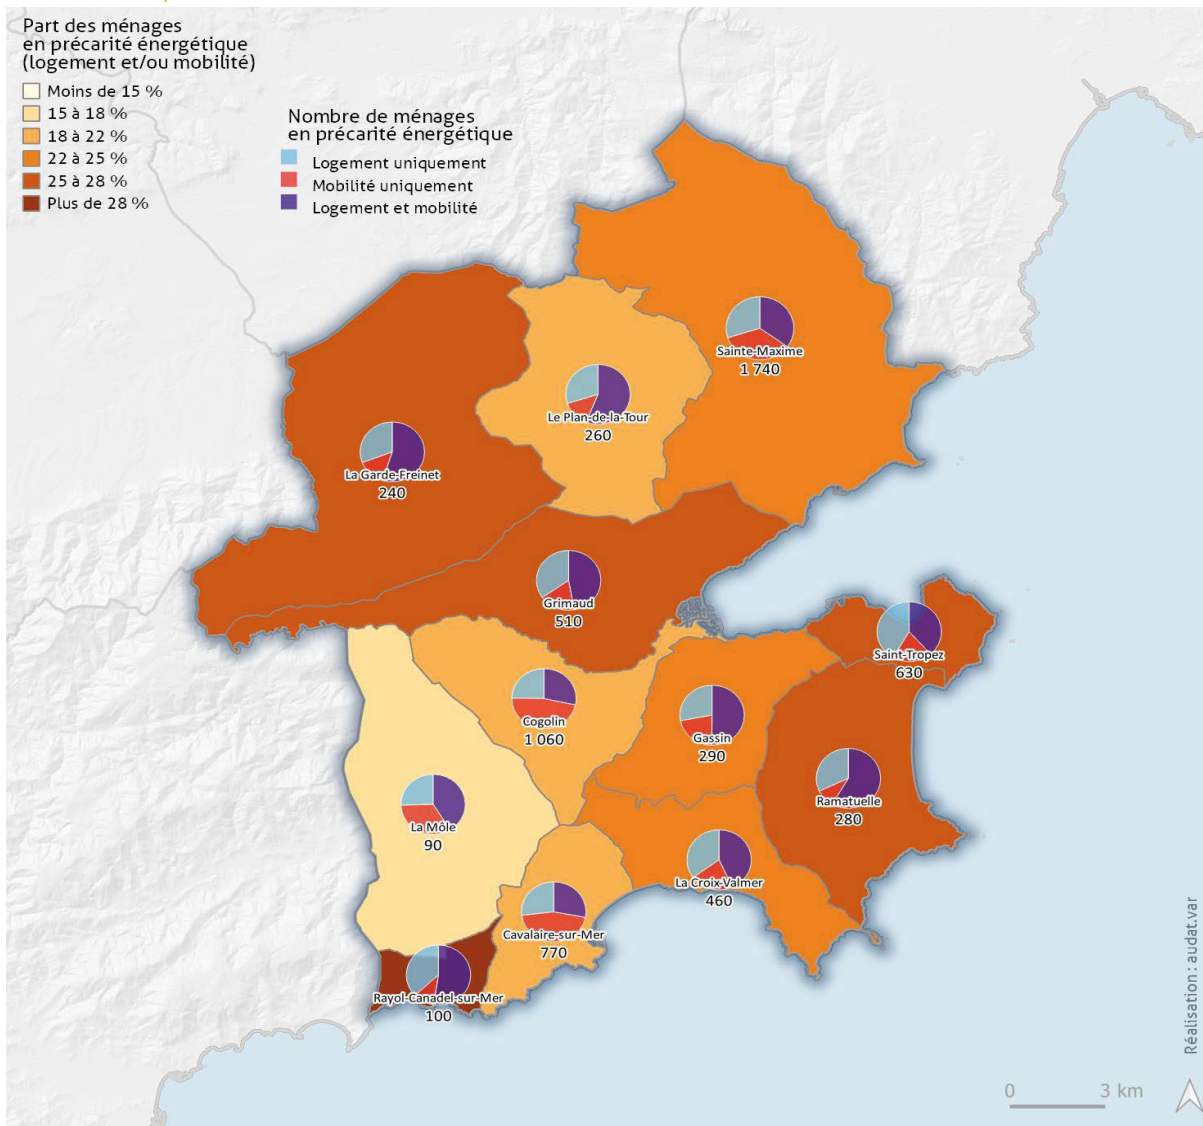 Part des ménages
en précarité énergétique
(logement et/ou mobilité)
Moins de 15 %
15 à 18 %
18 à 22 %
22 à 25 %
25 à 28 %
Plus de 28 %
Nombre de ménages
en précarité énergétique
Logement uniquement
Mobilité uniquement
Logement et mobilité
Sainte-Maxime
1 740
Le Plan-de-la-Tour
260
La Garde-Freinet
240
Grimaud
510
Saint-Tropez
630
Cogolin
1 060
Gassin
290
Ramatuelle
280
La Môle
90
La Croix-Valmer
460
Cavalaire-sur-Mer
770
Rayol-Canadel-sur-Mer
100
Réalisation : audat.var
0 3 km